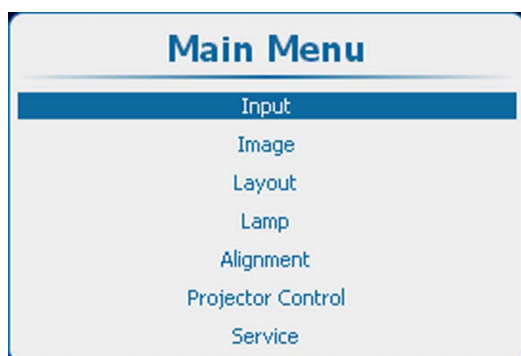 Main Menu
Input
Image
Layout
Lamp
Alignment
Projector Control
Service